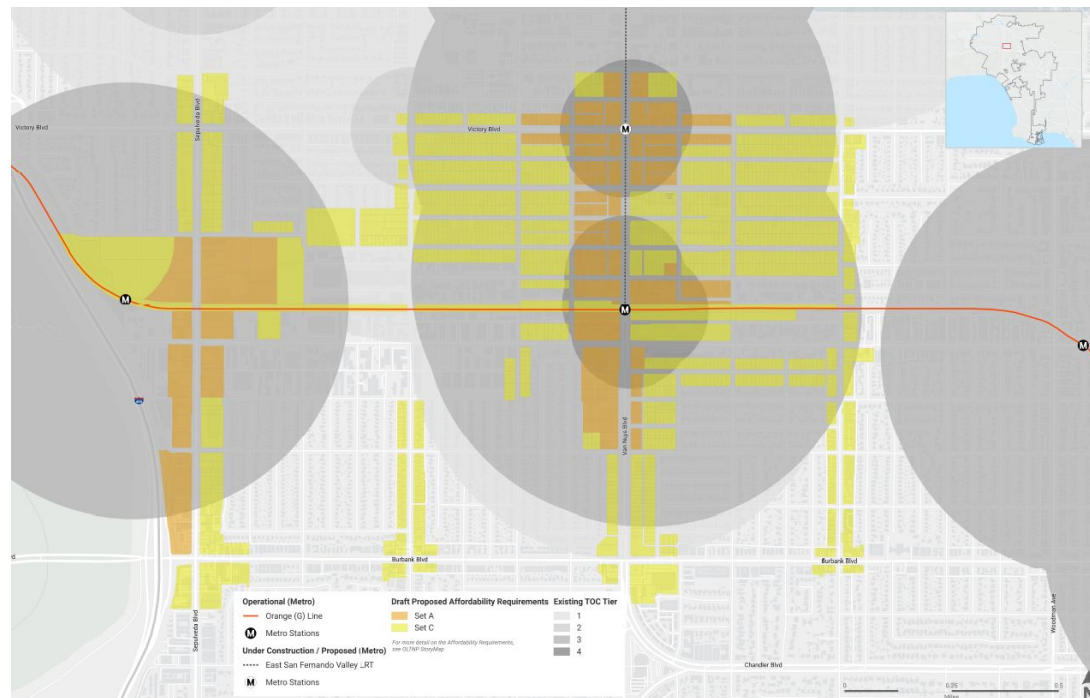 Victory Blvd
Sepulveda Blvd
Victory Blvd
M
M
M
M
405
Van Nuys Blvd
Burbank Blvd
Burbank Blvd
Woodman Ave
Sepulveda Blvd
Chandler Blvd
Operational (Metro)
Orange (G) Line
M Metro Stations
Under Construction / Proposed (Metro)
East San Fernando Valley LRT
M Metro Stations
Draft Proposed Affordability Requirements
Set A
Set C
For more detail on the Affordability Requirements,
see OLTNP StoryMap
Existing TOC Tier
1
2
3
4
0
0.25
0.5
Miles